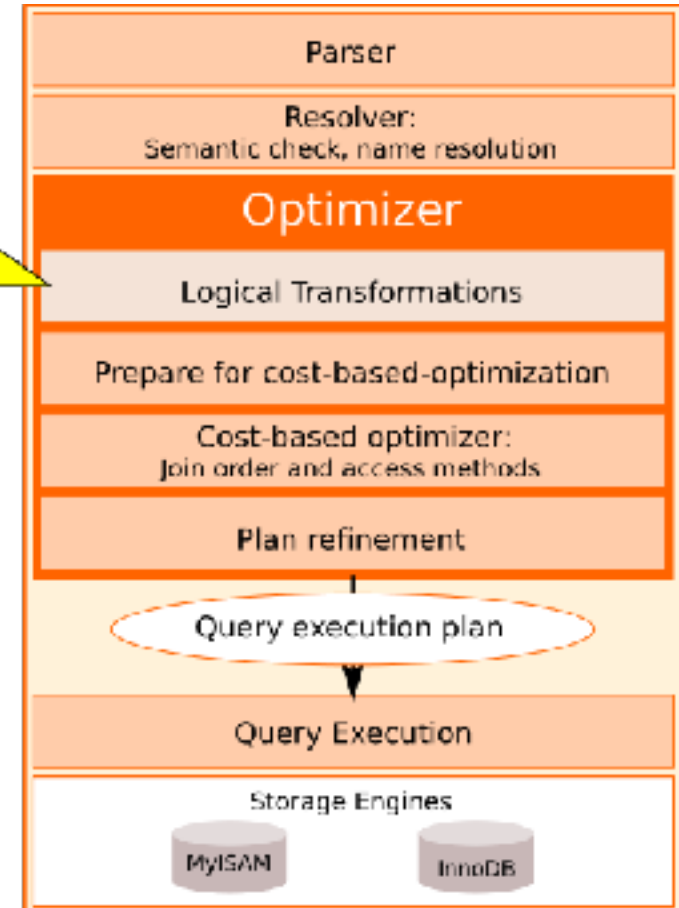 Parser
Resolver:
Semantic check, name resolution
Optimizer
Logical Transformations
Prepare for cost-based-optimization
Cost-based optimizer:
Join order and access methods
Plan refinement
Query execution plan
Query Execution
Storage Engines
MyISAM
InnoDB